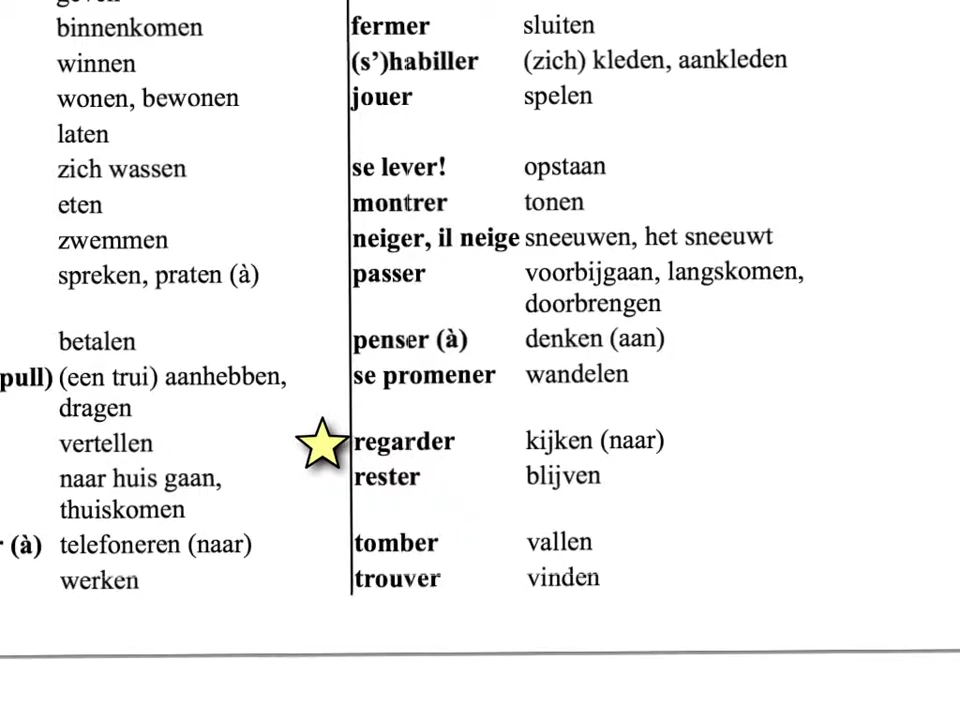 binnenkomen
winnen
wonen, bewonen
laten
zich wassen
eten
zwemmen
spreken, praten (à)
betalen
pull) (een trui) aanhebben,
dragen
vertellen
naar huis gaan,
thuiskomen
(à) telefoneren (naar)
werken
fermer sluiten
(s’)habiller (zich) kleden, aankleden
jouer spelen
se lever! opstaan
montrer tonen
neiger, il neige sneeuwen, het sneeuwt
passer voorbijgaan, langskomen,
doorbrengen
penser (à) denken (aan)
se promener wandelen
regarder kijken (naar)
rester blijven
tomber vallen
trouver vinden